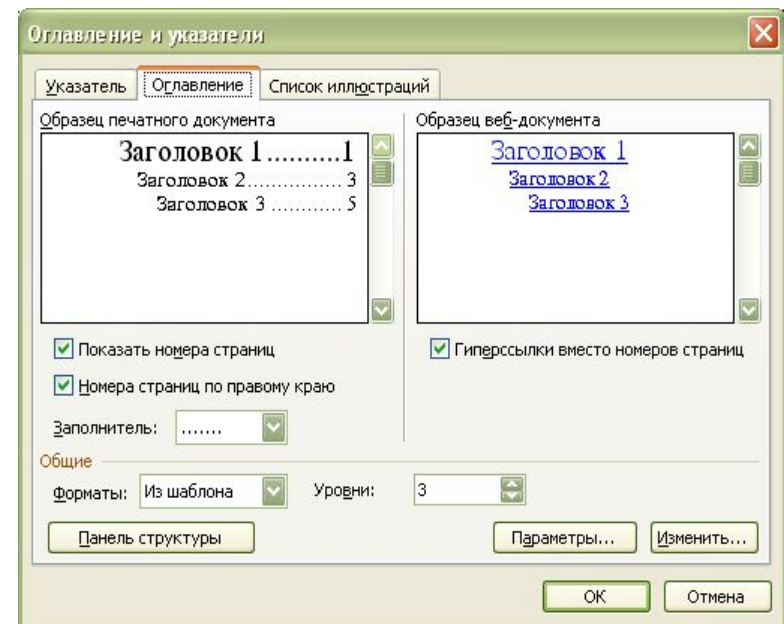 Оглавление и указатели
Указатель Оглавление Список иллюстраций
Образец печатного документа
Заголовок 1..........1
Заголовок 2................ 3
Заголовок 3 ............ 5
Образец веб-документа
Заголовок 1
Заголовок 2
Заголовок 3
Показать номера страниц
Номера страниц по правому краю
Заполнитель: .......
Гиперссылки вместо номеров страниц
Общие
Форматы: Из шаблона Уровни: 3
Панель структуры Параметры... Изменить...
ОК Отмена